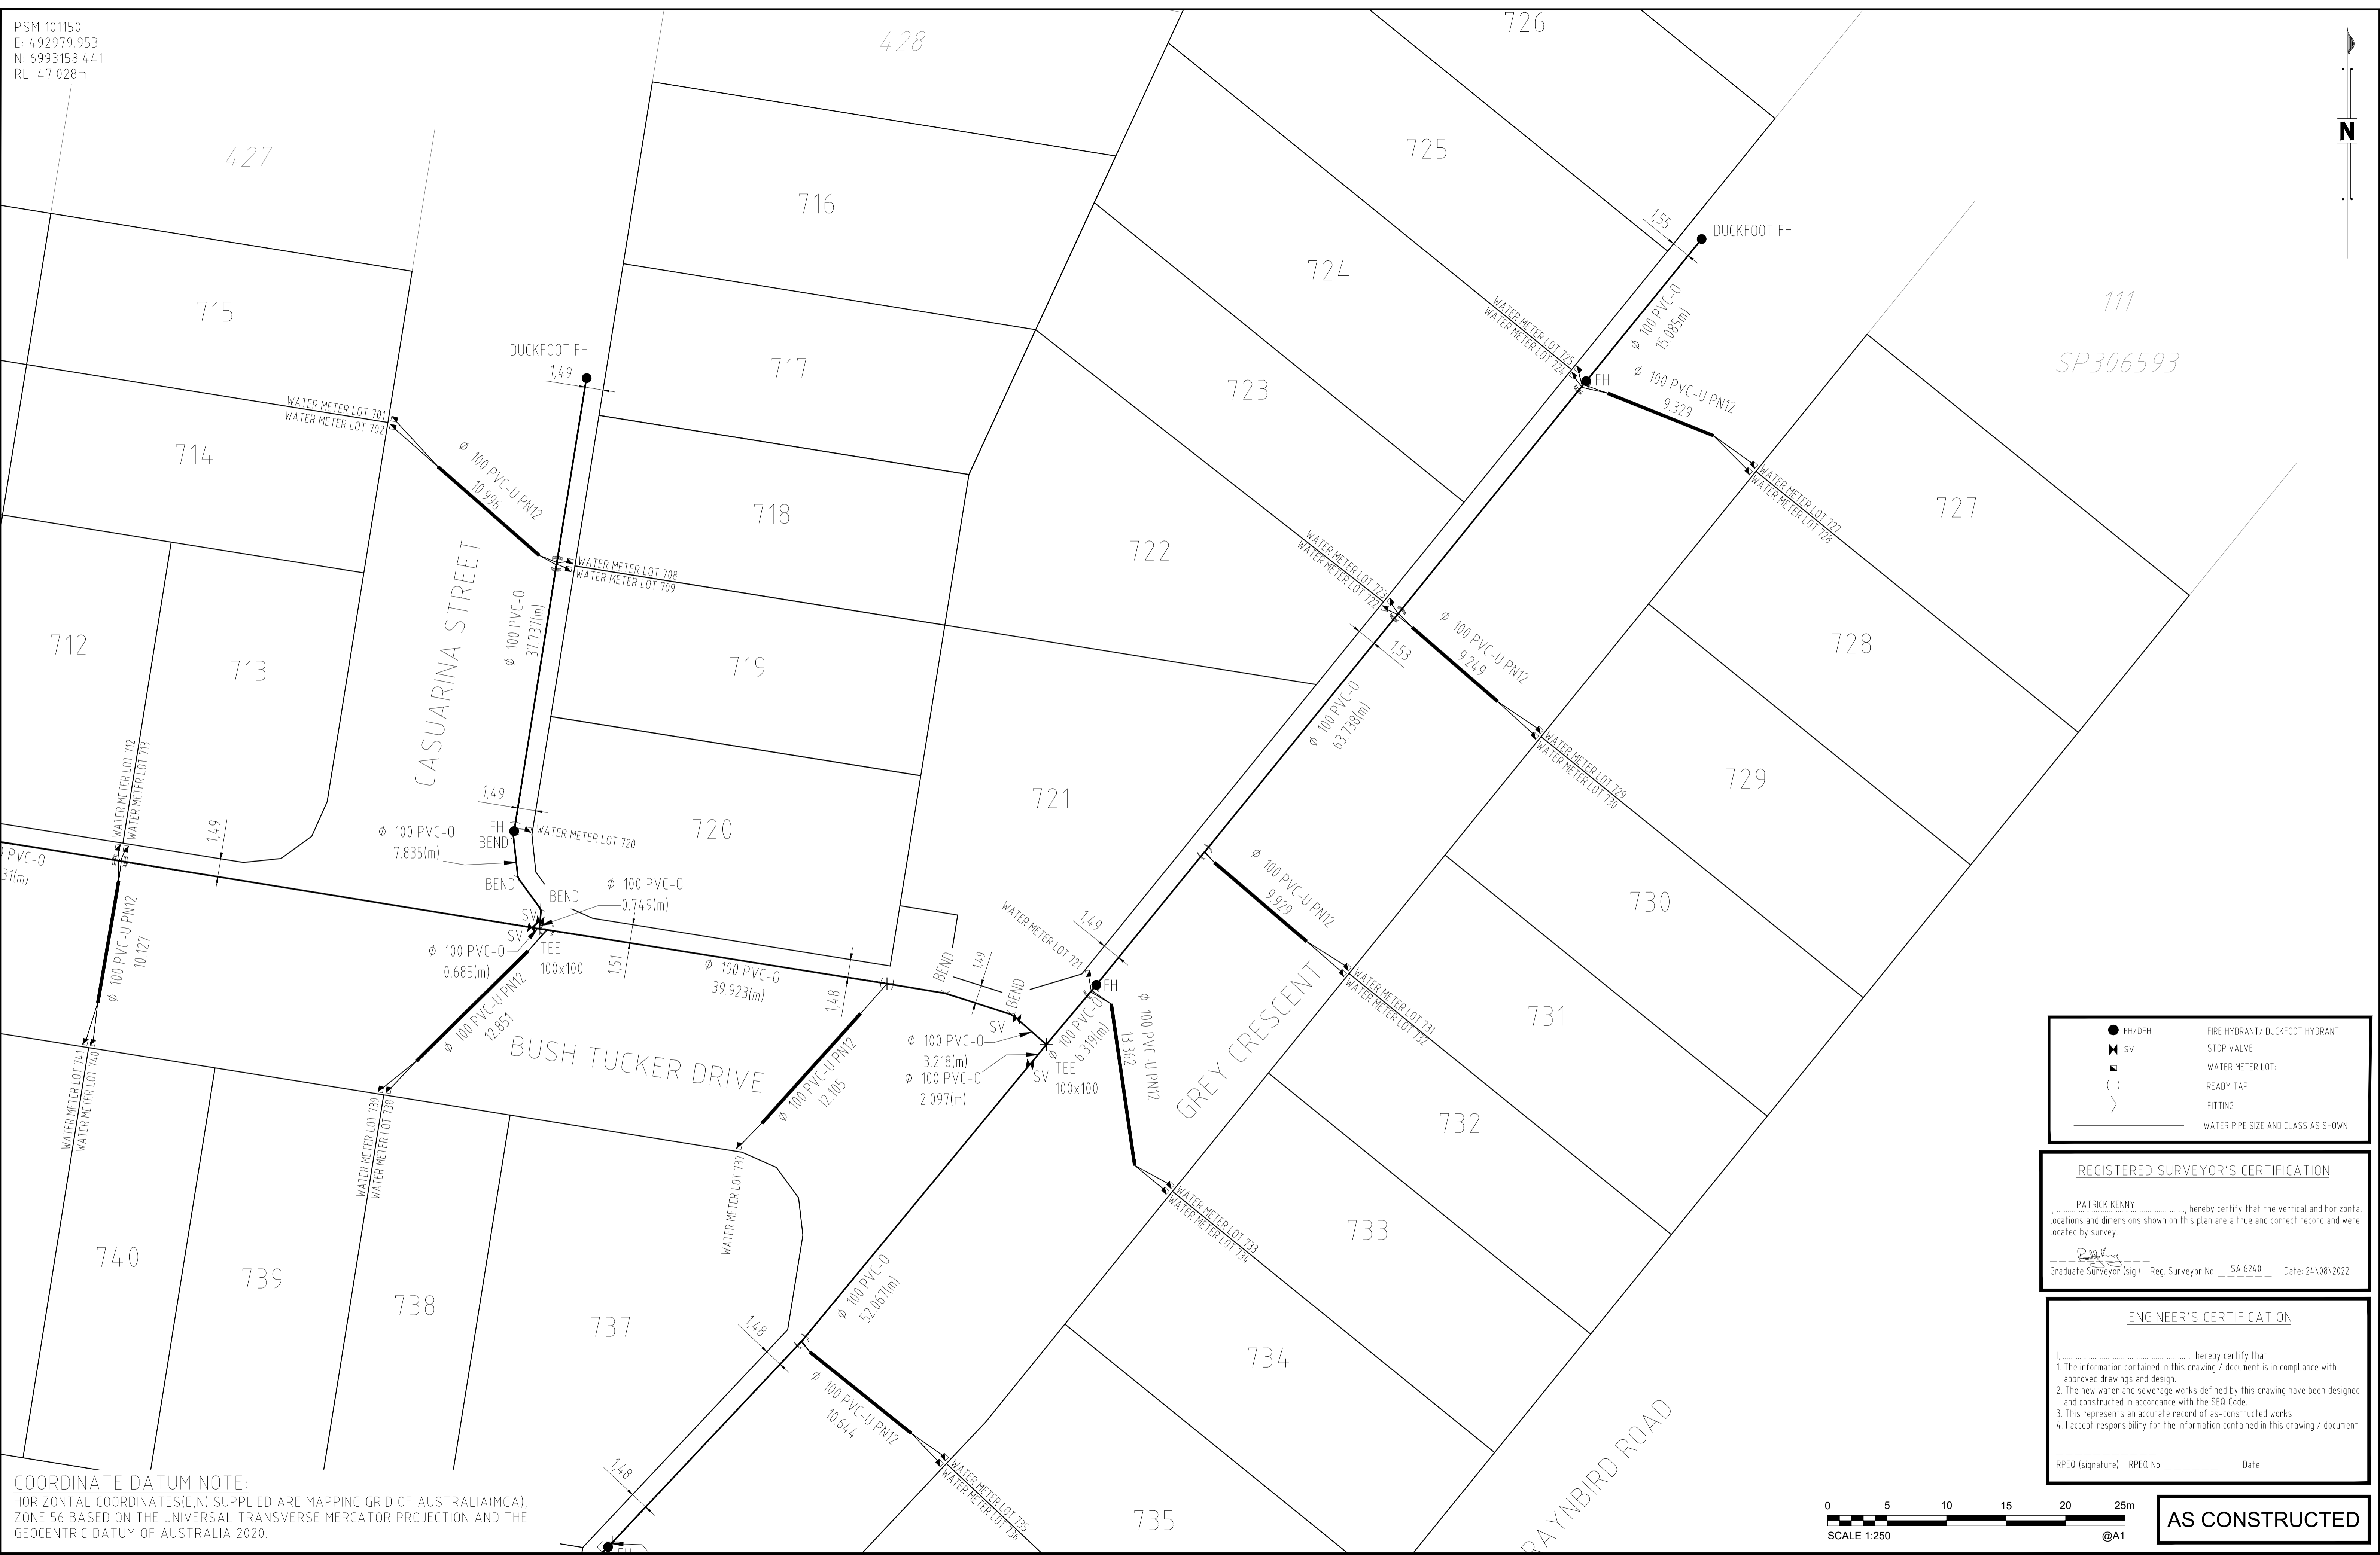 PSM 101150
E: 492979.953
N: 6993158.441
RL: 47.028m
427
428
726
725
N
716
715
724
1,55
DUCKFOOT FH
111
SP306593
DUCKFOOT FH
1,49
717
723
WATER METER LOT 725
WATER METER LOT 724
Ø 100 PVC-O
15.085(m)
FH
Ø 100 PVC-U PN12
9.329
WATER METER LOT 701
WATER METER LOT 702
714
Ø 100 PVC-U PN12
10.996
718
WATER METER LOT 727
WATER METER LOT 728
727
722
WATER METER LOT 708
WATER METER LOT 709
WATER METER LOT 723
WATER METER LOT 722
1,53
Ø 100 PVC-U PN12
9.249
728
712
713
CASUARINA STREET
Ø 100 PVC-O
37.737(m)
719
Ø 100 PVC-O
63.738(m)
WATER METER LOT 729
WATER METER LOT 730
729
WATER METER LOT 712
WATER METER LOT 713
1,49
1,49
721
720
Ø 100 PVC-O
7.835(m)
FH
BEND
WATER METER LOT 720
PVC-O
31(m)
BEND
BEND
Ø 100 PVC-O
0.749(m)
Ø 100 PVC-U PN12
9.929
730
SV
SV
TEE
100x100
Ø 100 PVC-O
0.685(m)
1,51
Ø 100 PVC-U PN12
10.127
Ø 100 PVC-U PN12
12.851
Ø 100 PVC-O
39.923(m)
1,48
BEND
1,49
BEND
WATER METER LOT 721
1,49
FH
WATER METER LOT 731
WATER METER LOT 732
731
SV
Ø 100 PVC-O
3.218(m)
Ø 100 PVC-O
2.097(m)
Ø 100 PVC-O
6.319(m)
SV
TEE
100x100
Ø 100 PVC-U PN12
13.362
GREY CRESCENT
BUSH TUCKER DRIVE
Ø 100 PVC-U PN12
12.105
WATER METER LOT 741
WATER METER LOT 740
WATER METER LOT 739
WATER METER LOT 738
WATER METER LOT 737
732
WATER METER LOT 733
WATER METER LOT 734
733
740
739
738
737
Ø 100 PVC-O
52.067(m)
1,48
Ø 100 PVC-U PN12
10.644
734
1,48
WATER METER LOT 735
WATER METER LOT 736
735
RAYNBIRD ROAD
FH
COORDINATE DATUM NOTE:
HORIZONTAL COORDINATES(E,N) SUPPLIED ARE MAPPING GRID OF AUSTRALIA(MGA),
ZONE 56 BASED ON THE UNIVERSAL TRANSVERSE MERCATOR PROJECTION AND THE
GEOCENTRIC DATUM OF AUSTRALIA 2020.
FH/DFH FIRE HYDRANT/ DUCKFOOT HYDRANT
SV STOP VALVE
WATER METER LOT:
( ) READY TAP
FITTING
WATER PIPE SIZE AND CLASS AS SHOWN
REGISTERED SURVEYOR'S CERTIFICATION
I, PATRICK KENNY, hereby certify that the vertical and horizontal
locations and dimensions shown on this plan are a true and correct record and were
located by survey.
Graduate Surveyor (sig.) Reg. Surveyor No. SA 6240 Date: 24\08\2022
ENGINEER'S CERTIFICATION
I, ..........................................., hereby certify that:
1. The information contained in this drawing / document is in compliance with
approved drawings and design.
2. The new water and sewerage works defined by this drawing have been designed
and constructed in accordance with the SEQ Code.
3. This represents an accurate record of as-constructed works
4. I accept responsibility for the information contained in this drawing / document.
RPEQ (signature) RPEQ No. ______ Date:
0 5 10 15 20 25m
SCALE 1:250 @A1
AS CONSTRUCTED